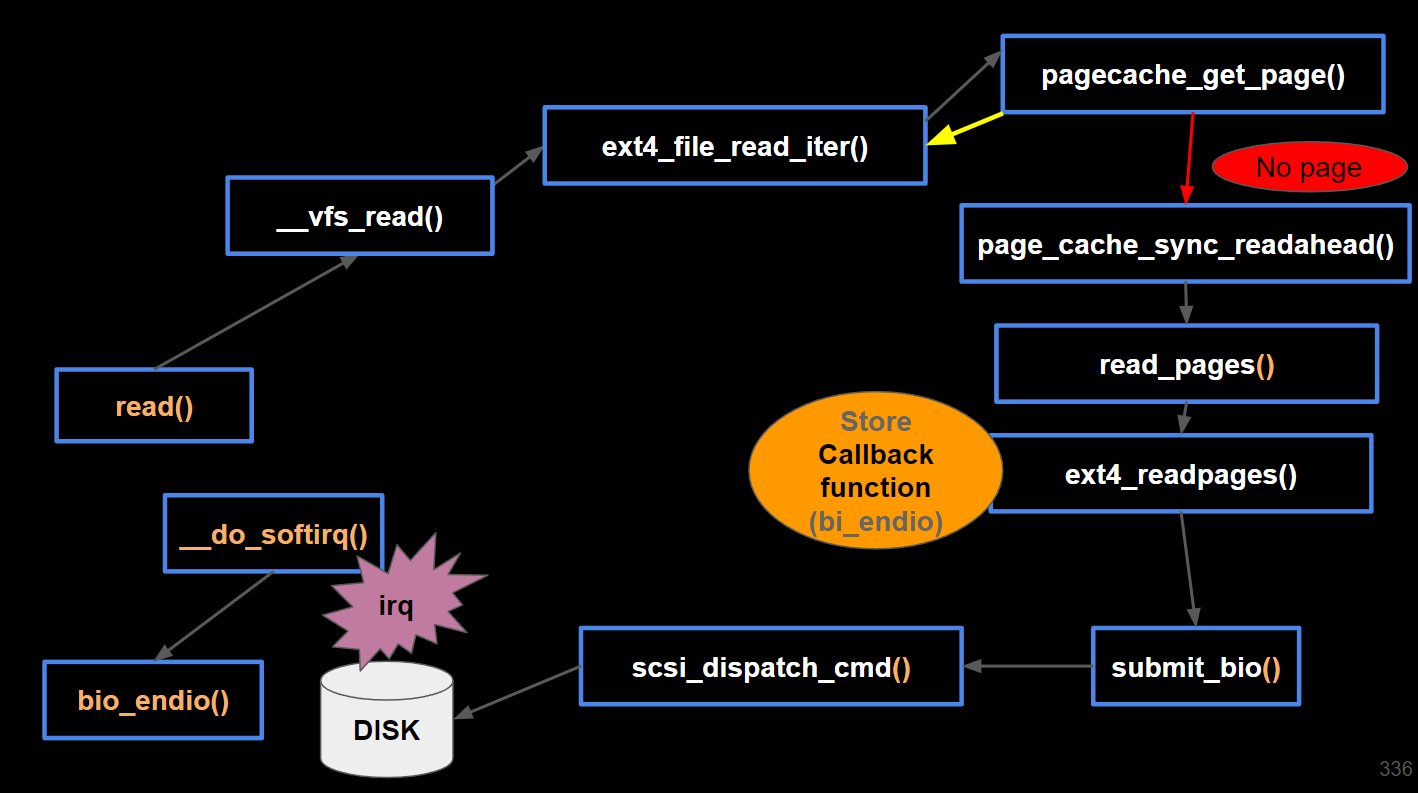 pagecache_get_page()
ext4_file_read_iter()
No page
__vfs_read()
page_cache_sync_readahead()
read_pages()
read()
Store
Callback
function
(bi_endio)
ext4_readpages()
__do_softirq()
irq
scsi_dispatch_cmd()
submit_bio()
bio_endio()
DISK
336